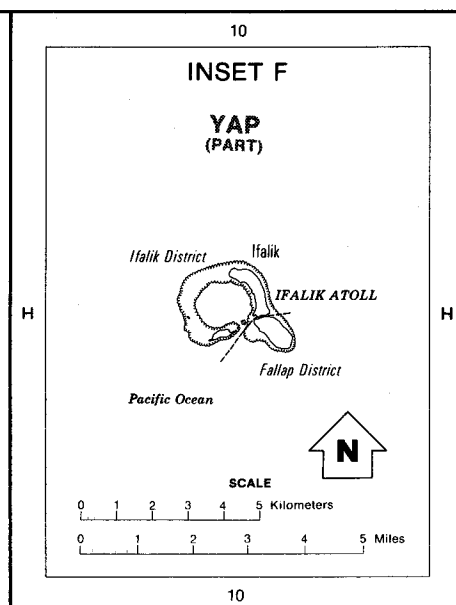 10
INSET F
YAP
(PART)
Ifalik District
Ifalik
IFALIK ATOLL
H
H
Fallap District
Pacific Ocean
N
SCALE
0 1 2 3 4 5 Kilometers
0 1 2 3 4 5 Miles
10